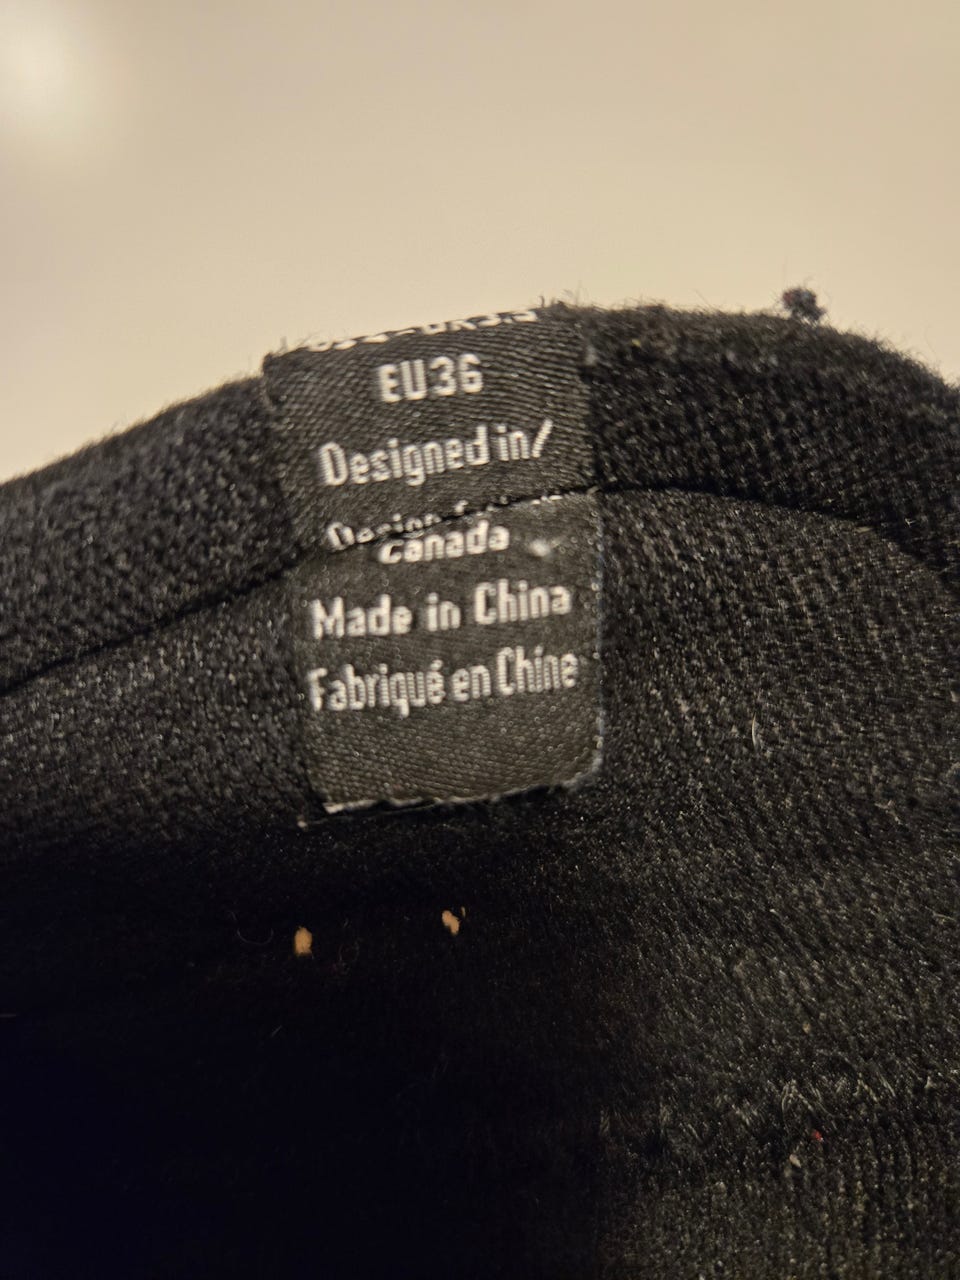 EU36
Designed in/
Canada
Made in China
Fabriqué en Chine